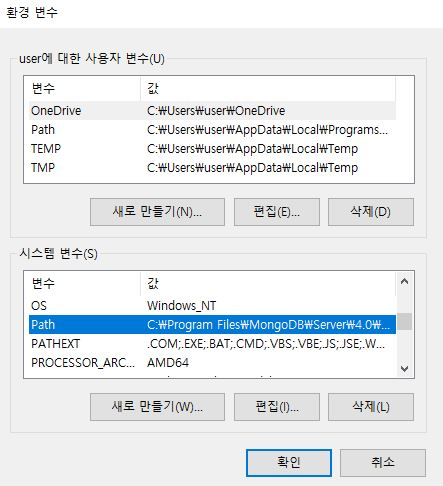 환경 변수
user에 대한 사용자 변수(U)
변수 값
OneDrive C:₩Users₩user₩OneDrive
Path C:₩Users₩user₩AppData₩Local₩Programs...
TEMP C:₩Users₩user₩AppData₩Local₩Temp
TMP C:₩Users₩user₩AppData₩Local₩Temp
새로 만들기(N)... 편집(E)... 삭제(D)
시스템 변수(S)
변수 값
OS Windows_NT
Path C:₩Program Files₩MongoDB₩Server₩4.0₩...
PATHEXT .COM;.EXE;.BAT;.CMD;.VBS;.VBE;.JS;.JSE;.W...
PROCESSOR_ARC... AMD64
새로 만들기(W)... 편집(I)... 삭제(L)
확인 취소